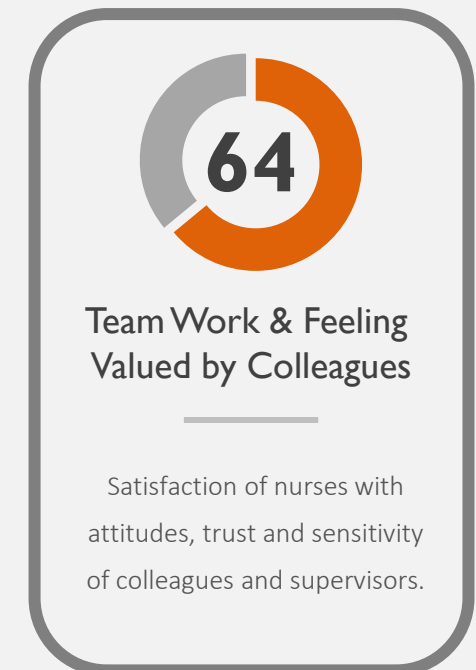 64
Team Work & Feeling
Valued by Colleagues
Satisfaction of nurses with
attitudes, trust and sensitivity
of colleagues and supervisors.